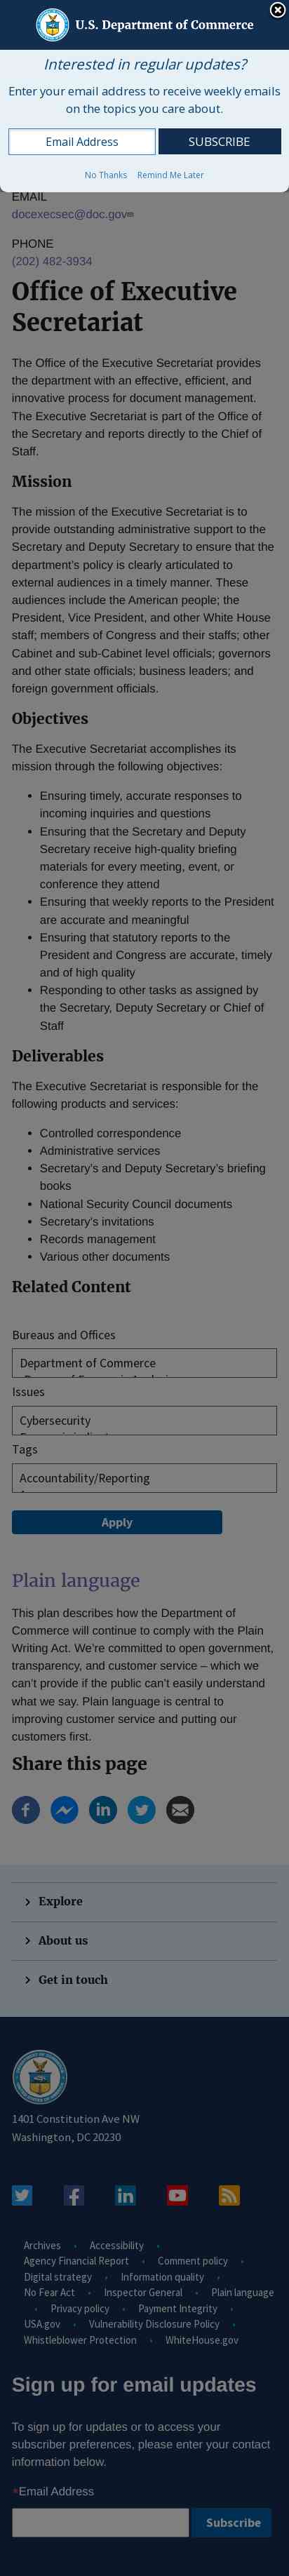 U.S. Department of Commerce
Interested in regular updates?
Enter your email address to receive weekly emails
on the topics you care about.
Email Address
SUBSCRIBE
No Thanks Remind Me Later
EMAIL
docexecsec@doc.gov
PHONE
(202) 482-3934
Office of Executive
Secretariat
The Office of the Executive Secretariat provides
the department with an effective, efficient, and
innovative process for document management.
The Executive Secretariat is part of the Office of
the Secretary and reports directly to the Chief of
Staff.
Mission
The mission of the Executive Secretariat is to
provide outstanding administrative support to the
Secretary and Deputy Secretary to ensure that the
department's policy is clearly articulated to
external audiences in a timely manner. These
audiences include the American people; the
President, Vice President, and other White House
staff; members of Congress and their staffs; other
Cabinet and sub-Cabinet level officials; governors
and other state officials; business leaders; and
foreign government officials.
Objectives
The Executive Secretariat accomplishes its
mission through the following objectives:
• Ensuring timely, accurate responses to
incoming inquiries and questions
• Ensuring that the Secretary and Deputy
Secretary receive high-quality briefing
materials for every meeting, event, or
conference they attend
• Ensuring that weekly reports to the President
are accurate and meaningful
• Ensuring that statutory reports to the
President and Congress are accurate, timely
and of high quality
• Responding to other tasks as assigned by
the Secretary, Deputy Secretary or Chief of
Staff
Deliverables
The Executive Secretariat is responsible for the
following products and services:
• Controlled correspondence
• Administrative services
• Secretary's and Deputy Secretary's briefing
books
• National Security Council documents
• Secretary's invitations
• Records management
• Various other documents
Related Content
Bureaus and Offices
Department of Commerce
Issues
Cybersecurity
Tags
Accountability/Reporting
Apply
Plain language
This plan describes how the Department of
Commerce will continue to comply with the Plain
Writing Act. We're committed to open government,
transparency, and customer service – which we
can't provide if the public can't easily understand
what we say. Plain language is central to
improving customer service and putting our
customers first.
Share this page
Explore
About us
Get in touch
1401 Constitution Ave NW
Washington, DC 20230
Archives • Accessibility •
Agency Financial Report • Comment policy •
Digital strategy • Information quality •
No Fear Act • Inspector General • Plain language
• Privacy policy • Payment Integrity •
USA.gov • Vulnerability Disclosure Policy •
Whistleblower Protection • WhiteHouse.gov
Sign up for email updates
To sign up for updates or to access your
subscriber preferences, please enter your contact
information below.
*Email Address
Subscribe